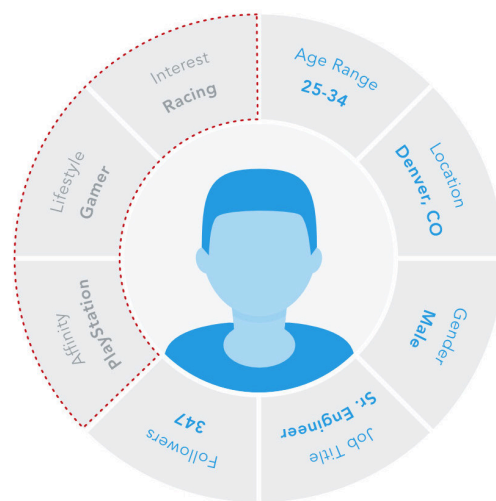 Age Range
25-34
Location
Denver, CO
Gender
Male
Job Title
Sr. Engineer
Followers
347
Affinity
PlayStation
Lifestyle
Gamer
Interest
Racing